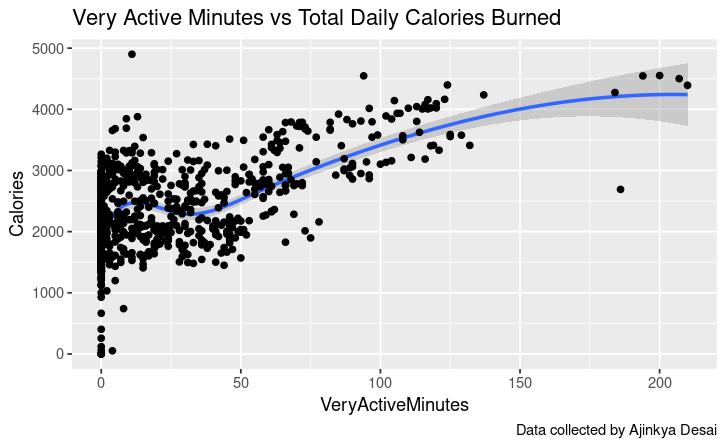 Very Active Minutes vs Total Daily Calories Burned
5000
4000
3000
2000
1000
0
Calories
0 50 100 150 200
VeryActiveMinutes
Data collected by Ajinkya Desai